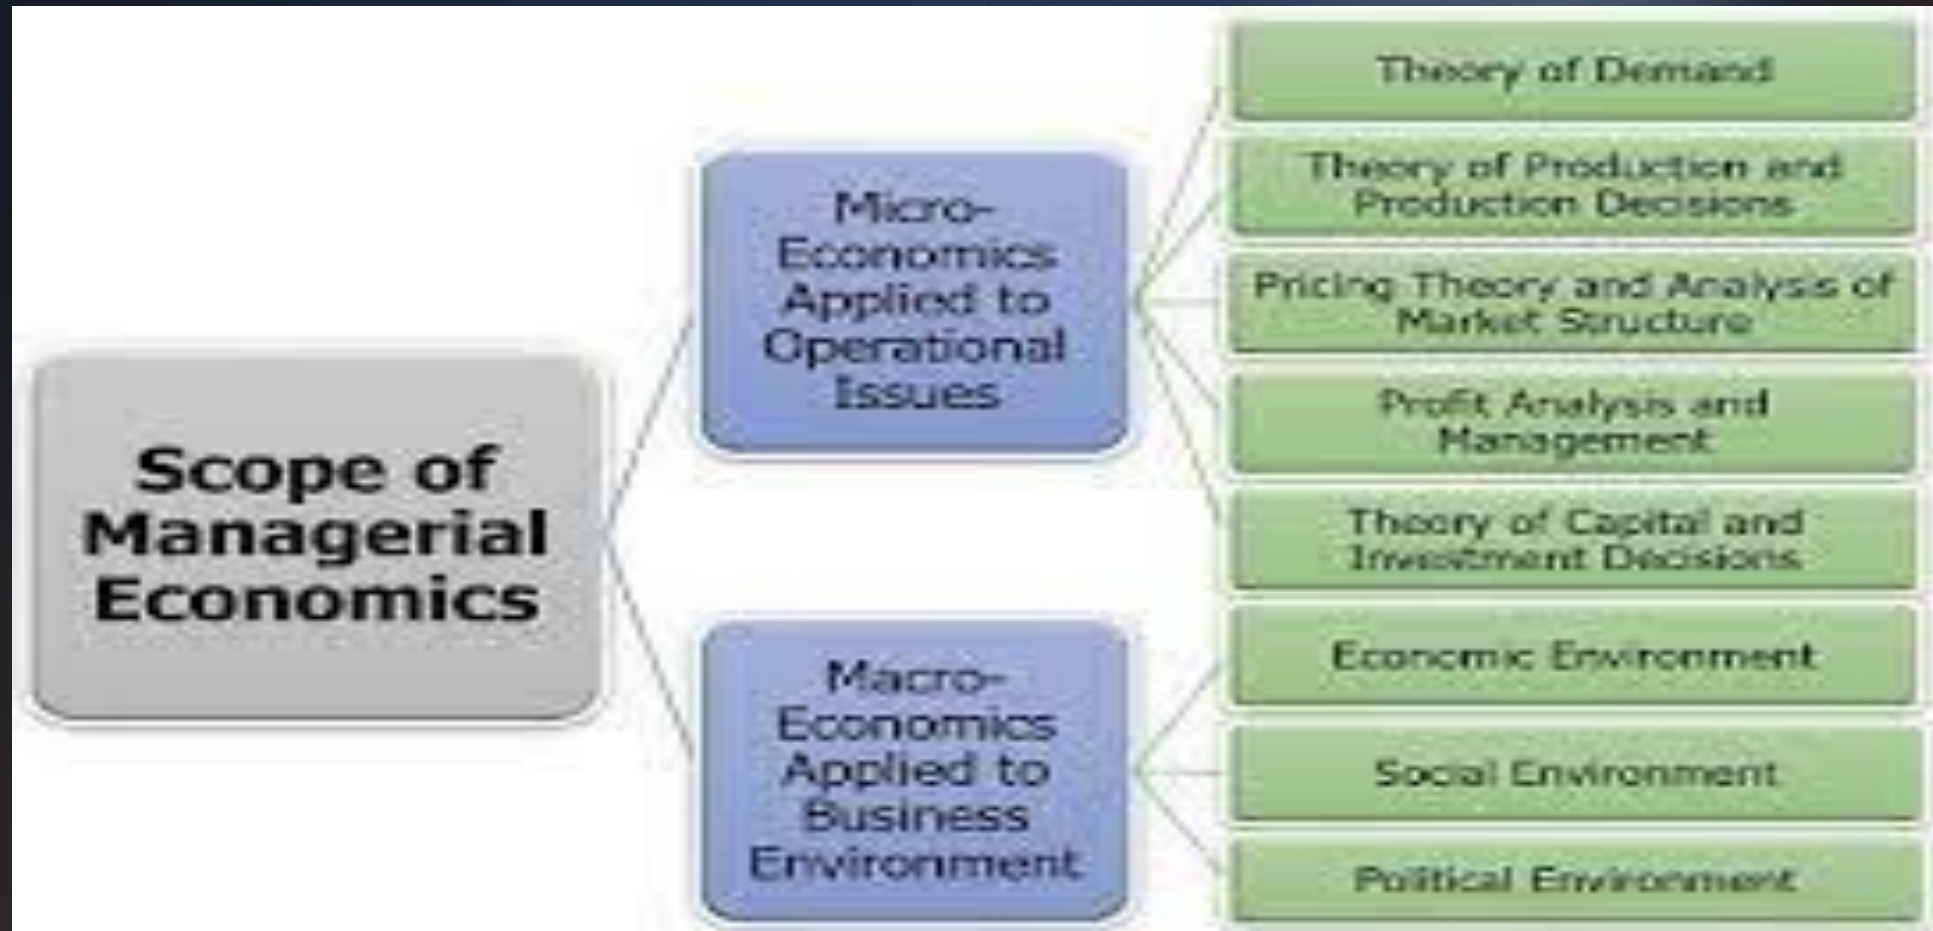 Scope of
Managerial
Economics
Micro-
Economics
Applied to
Operational
Issues
Theory of Demand
Theory of Production and
Production Decisions
Pricing Theory and Analysis of
Market Structure
Profit Analysis and
Management
Theory of Capital and
Investment Decisions
Macro-
Economics
Applied to
Business
Environment
Economic Environment
Social Environment
Political Environment